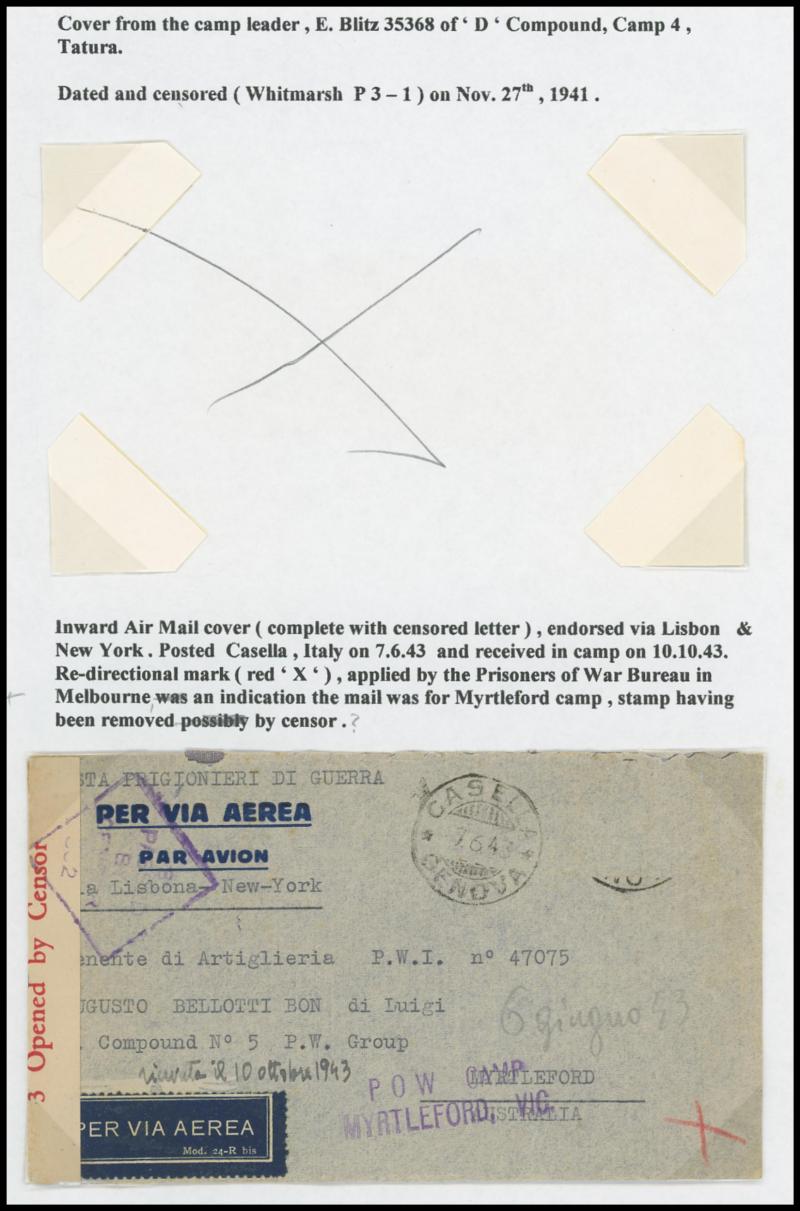 Cover from the camp leader , E. Blitz 35368 of ‘ D ‘ Compound, Camp 4 ,
Tatura.
Dated and censored ( Whitmarsh P 3 – 1 ) on Nov. 27th , 1941 .
Inward Air Mail cover ( complete with censored letter ) , endorsed via Lisbon &
New York . Posted Casella , Italy on 7.6.43 and received in camp on 10.10.43.
Re-directional mark ( red ‘ X ‘ ) , applied by the Prisoners of War Bureau in
Melbourne was an indication the mail was for Myrtleford camp , stamp having
been removed possibly by censor . ?
STA PRIGIONIERI DI GUERRA
PER VIA AEREA
PAR AVION
ia Lisbona- New-York
CASELLA
7.6.43
GENOVA
NO
enente di Artiglieria P.W.I. nº 47075
UGUSTO BELLOTTI BON di Luigi
6 giugno 43
. Compound Nº 5 P.W. Group
ricevuta il 10 ottobre 1943
MYRTLEFORD
AUSTRALIA
POW CAMP
MYRTLEFORD, VIC.
PER VIA AEREA
Mod. 24-R bis
3 Opened by Censor